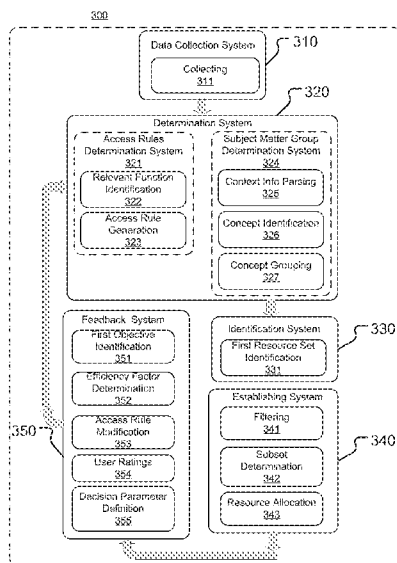 300
Data Collection System
310
Collecting
311
320
Determination System
Access Rules
Determination System
321
Relevant Function
Identification
322
Access Rule
Generation
323
Subject Matter Group
Determination System
324
Context Info Parsing
325
Concept Identification
326
Concept Grouping
327
Feedback System
First Objective
Identification
351
Efficiency Factor
Determination
352
Access Rule
Modification
353
User Ratings
354
Decision Parameter
Definition
355
350
Identification System
330
First Resource Set
Identification
331
Establishing System
Filtering
341
340
Subset
Determination
342
Resource Allocation
343